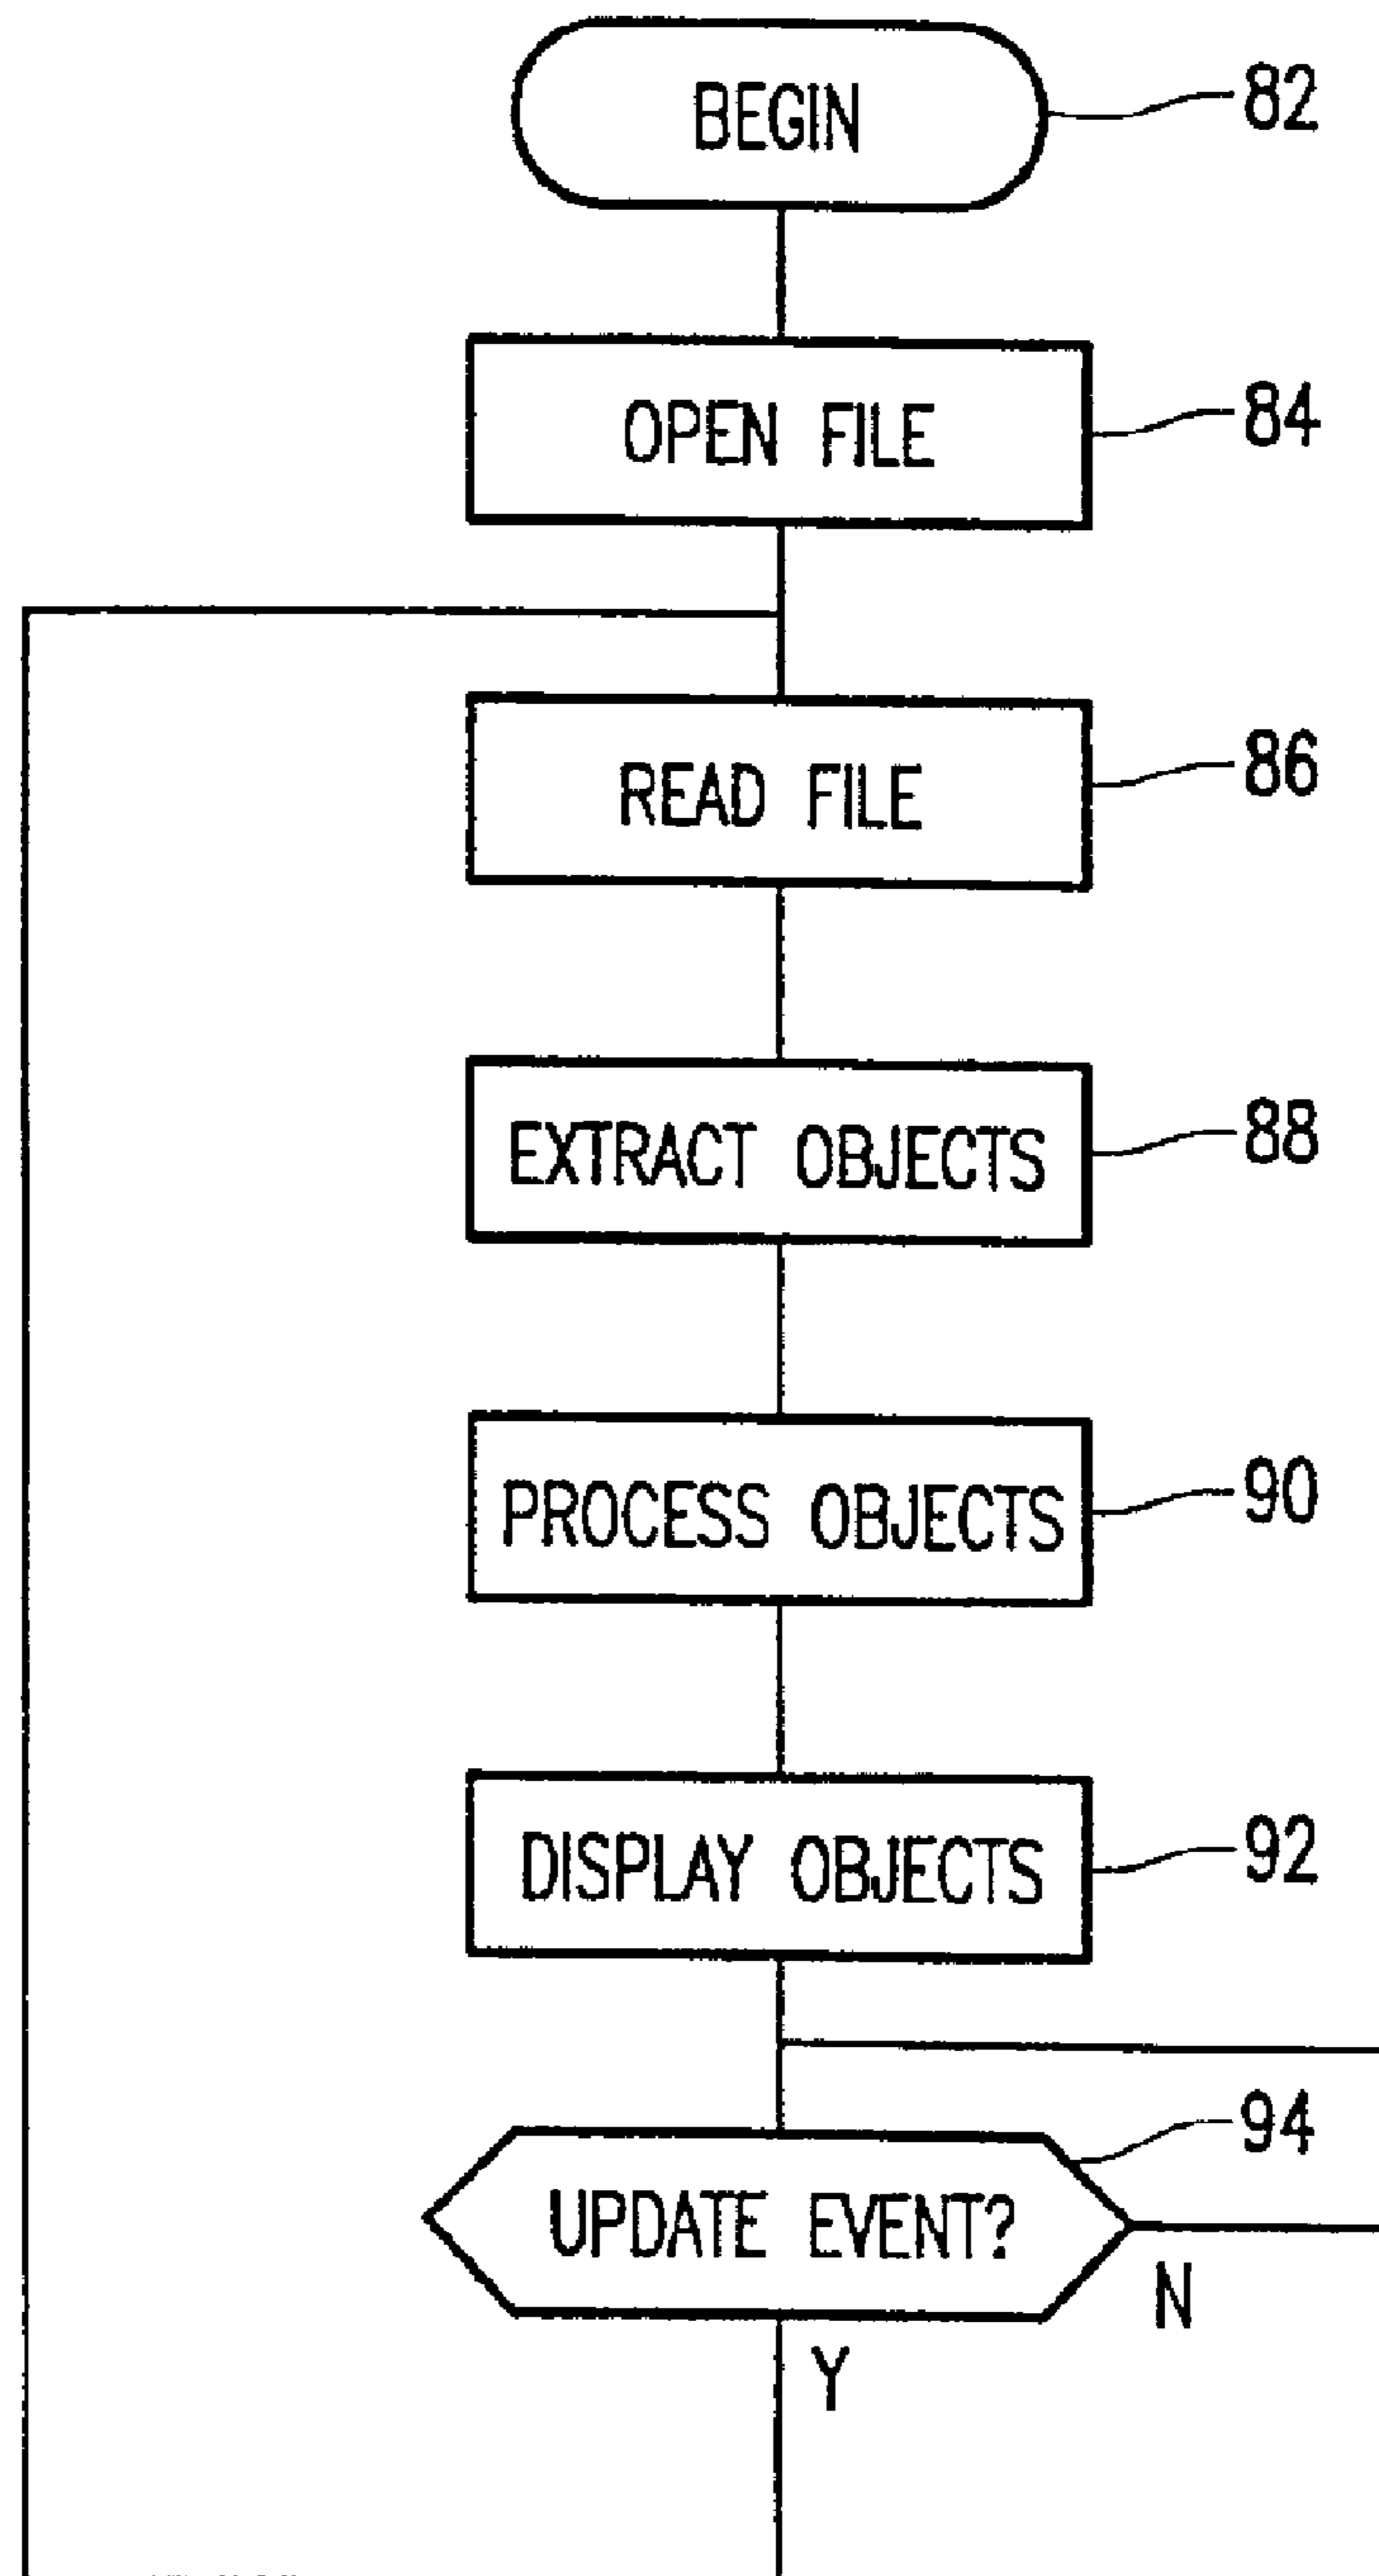 BEGIN 82
OPEN FILE 84
READ FILE 86
EXTRACT OBJECTS 88
PROCESS OBJECTS 90
DISPLAY OBJECTS 92
94
UPDATE EVENT?
N
Y